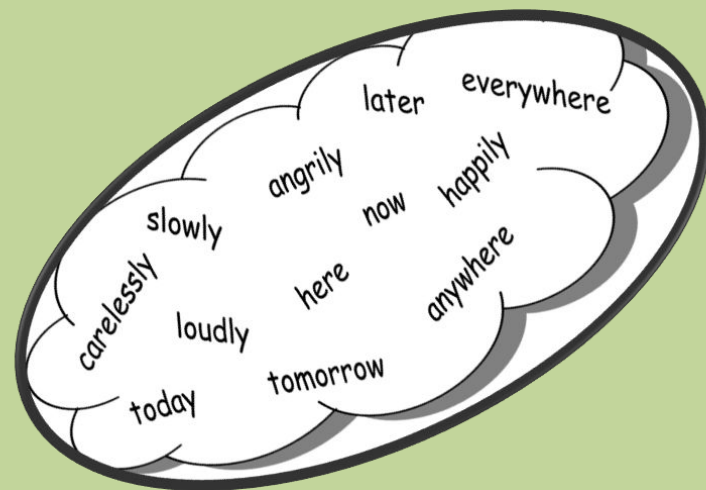 later
everywhere
angrily
happily
now
slowly
here
anywhere
carelessly
loudly
tomorrow
today